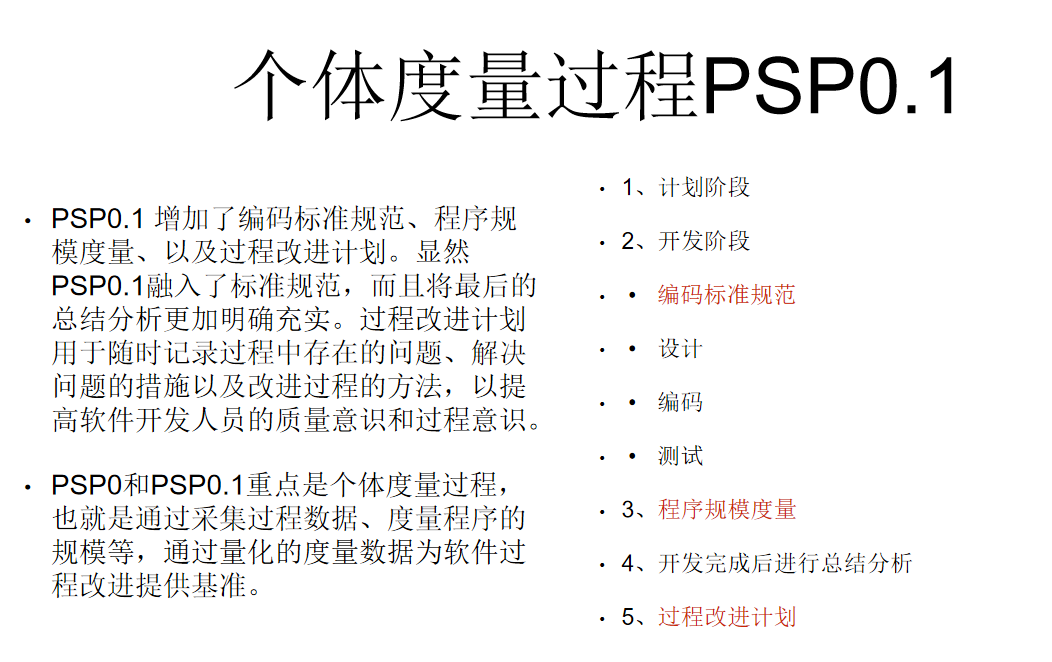 个体度量过程PSP0.1
• PSP0.1 增加了编码标准规范、程序规
模度量、以及过程改进计划。显然
PSP0.1融入了标准规范，而且将最后的
总结分析更加明确充实。过程改进计划
用于随时记录过程中存在的问题、解决
问题的措施以及改进过程的方法，以提
高软件开发人员的质量意识和过程意识。
• PSP0和PSP0.1重点是个体度量过程，
也就是通过采集过程数据、度量程序的
规模等，通过量化的度量数据为软件过
程改进提供基准。
• 1、计划阶段
• 2、开发阶段
• • 编码标准规范
• • 设计
• • 编码
• • 测试
• 3、程序规模度量
• 4、开发完成后进行总结分析
• 5、过程改进计划